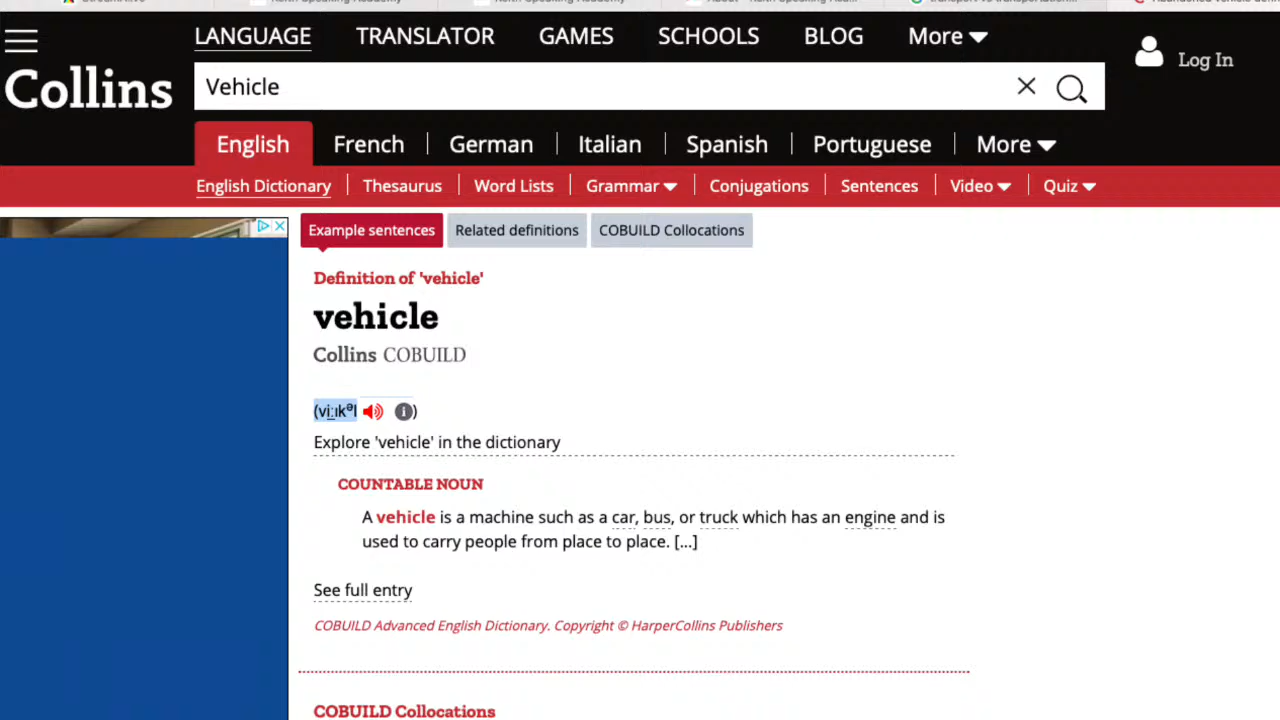 LANGUAGE TRANSLATOR GAMES SCHOOLS BLOG More
Log In
Collins
Vehicle
English French German Italian Spanish Portuguese More
English Dictionary Thesaurus Word Lists Grammar Conjugations Sentences Video Quiz
Example sentences Related definitions COBUILD Collocations
Definition of 'vehicle'
vehicle
Collins COBUILD
(viːɪkᵊl )
Explore 'vehicle' in the dictionary
COUNTABLE NOUN
A vehicle is a machine such as a car, bus, or truck which has an engine and is
used to carry people from place to place. [...]
See full entry
COBUILD Advanced English Dictionary. Copyright © HarperCollins Publishers
COBUILD Collocations